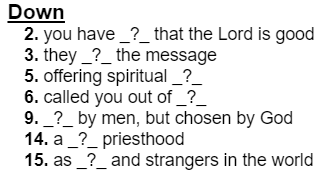 Down
2. you have _?_ that the Lord is good
3. they _?_ the message
5. offering spiritual _?_
6. called you out of _?_
9. _?_ by men, but chosen by God
14. a _?_ priesthood
15. as _?_ and strangers in the world